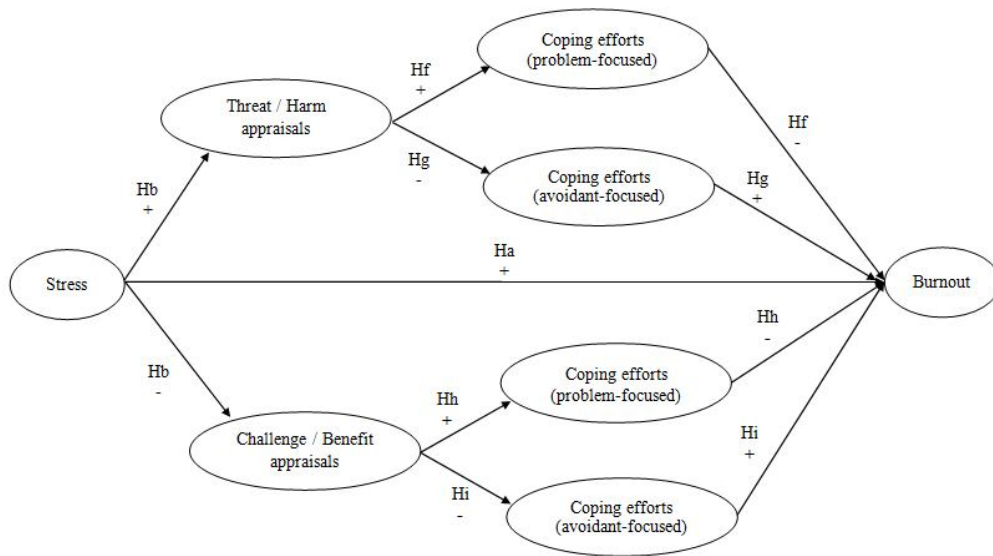 Coping efforts
(problem-focused)
Hf
+
Threat / Harm
appraisals
Hf
-
Hg
-
Coping efforts
(avoidant-focused)
Hg
+
Hb
+
Ha
+
Stress
Burnout
Hh
-
Hb
-
Coping efforts
(problem-focused)
Hh
+
Challenge / Benefit
appraisals
Hi
+
Hi
-
Coping efforts
(avoidant-focused)